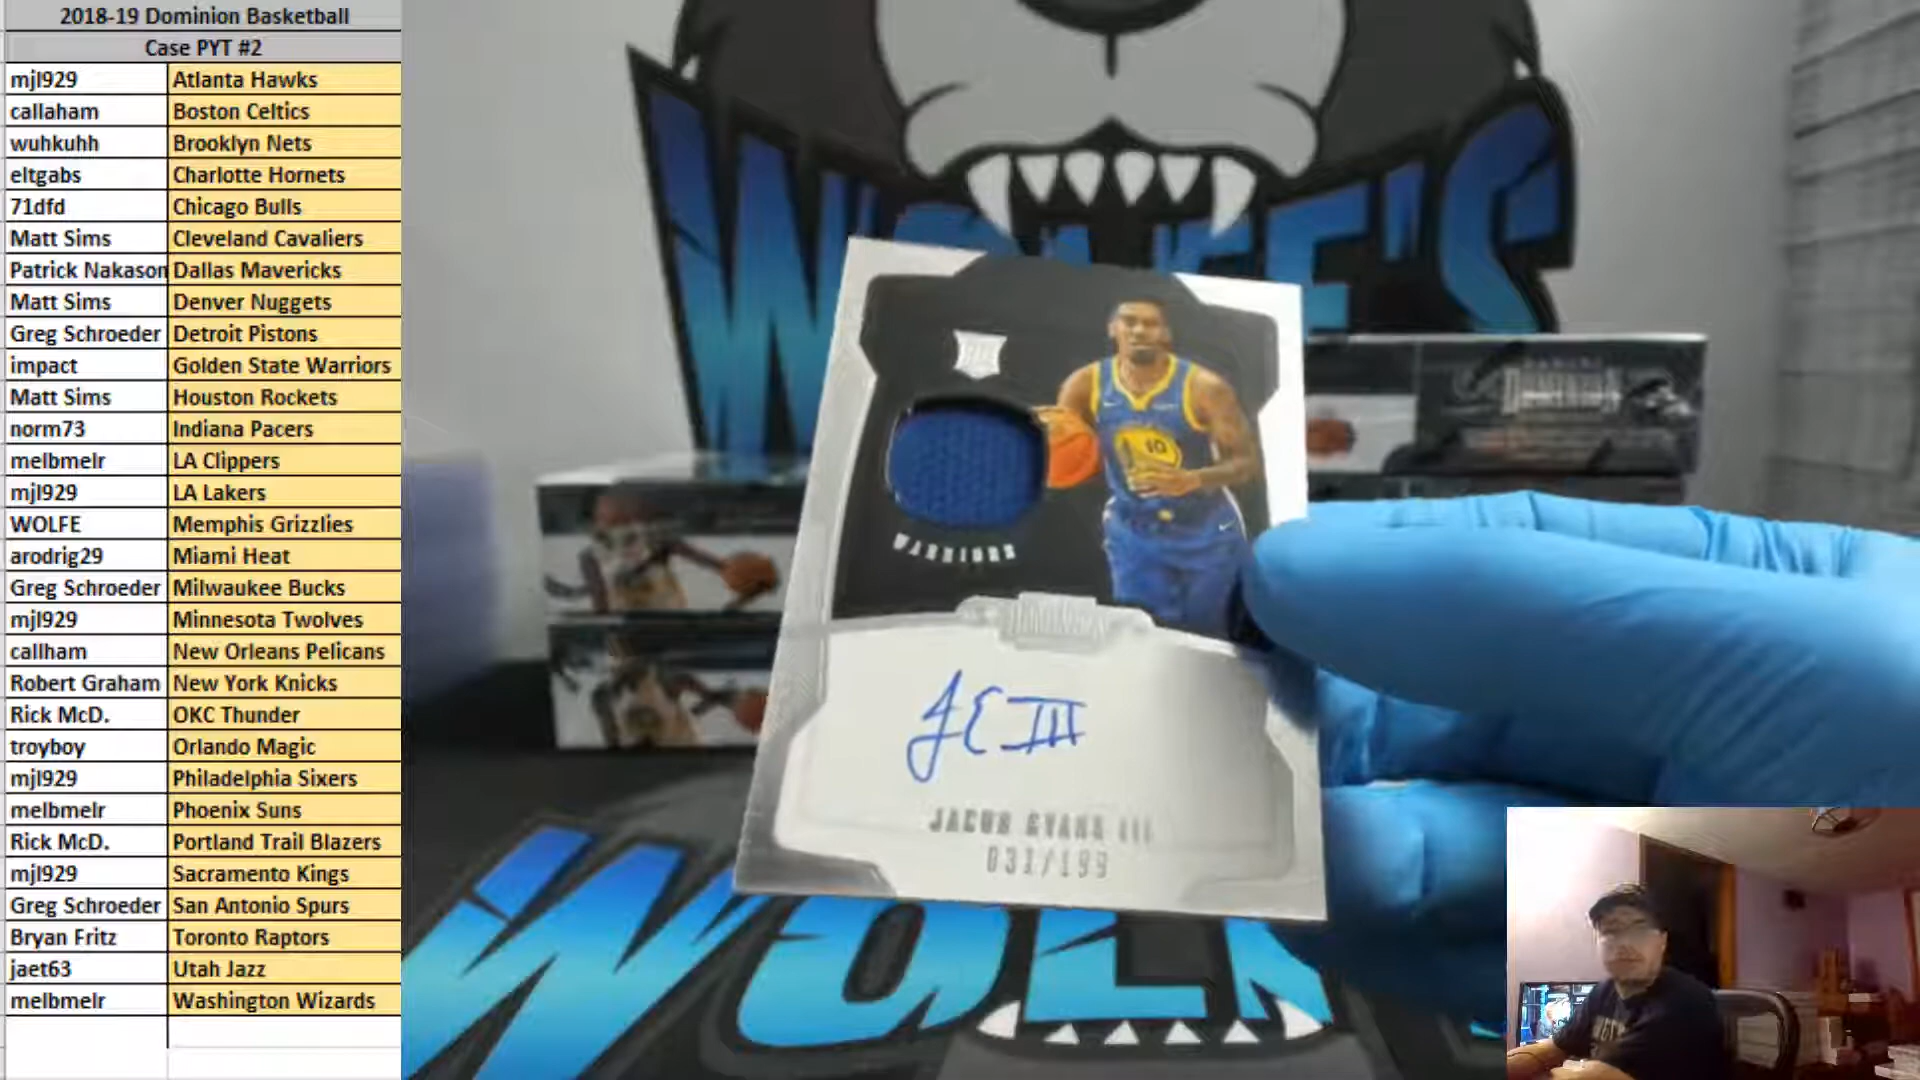 2018-19 Dominion Basketball
Case PYT #2
mjl929 Atlanta Hawks
callaham Boston Celtics
wuhkuhh Brooklyn Nets
eltgabs Charlotte Hornets
71dfd Chicago Bulls
Matt Sims Cleveland Cavaliers
Patrick Nakason Dallas Mavericks
Matt Sims Denver Nuggets
Greg Schroeder Detroit Pistons
impact Golden State Warriors
Matt Sims Houston Rockets
norm73 Indiana Pacers
melbmelr LA Clippers
mjl929 LA Lakers
WOLFE Memphis Grizzlies
arodrig29 Miami Heat
Greg Schroeder Milwaukee Bucks
mjl929 Minnesota Twolves
callham New Orleans Pelicans
Robert Graham New York Knicks
Rick McD. OKC Thunder
troyboy Orlando Magic
mjl929 Philadelphia Sixers
melbmelr Phoenix Suns
Rick McD. Portland Trail Blazers
mjl929 Sacramento Kings
Greg Schroeder San Antonio Spurs
Bryan Fritz Toronto Raptors
jaet63 Utah Jazz
melbmelr Washington Wizards
WOLFE'S
DOMINION
10
WARRIORS
DOMINION
JE III
JACOB EVANS III
031/199